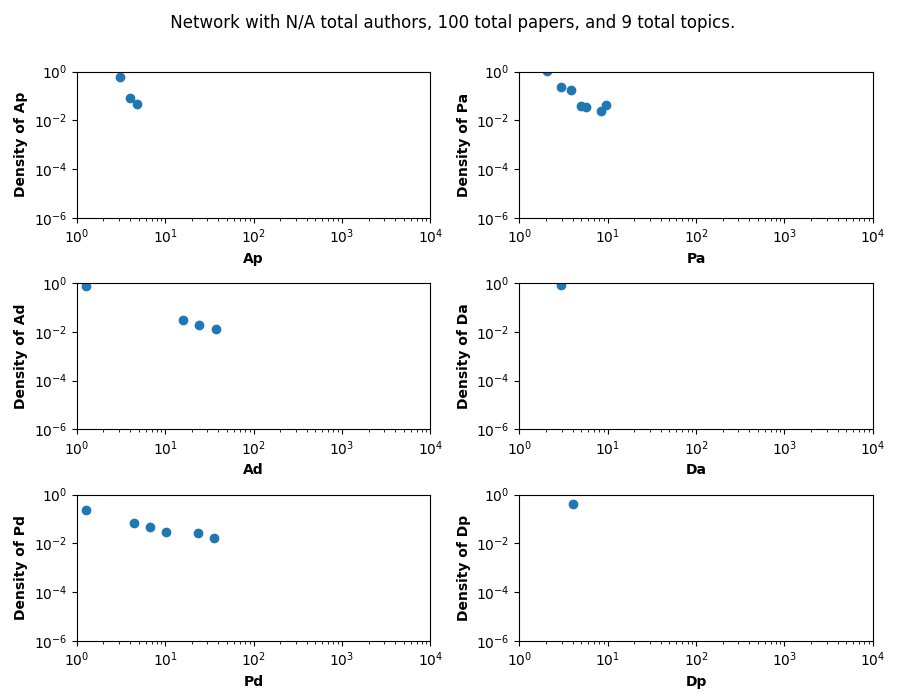 Network with N/A total authors, 100 total papers, and 9 total topics.
Density of Ap
10^0
10^-2
10^-4
10^-6
10^0 10^1 10^2 10^3 10^4
Ap
Density of Pa
10^0
10^-2
10^-4
10^-6
10^0 10^1 10^2 10^3 10^4
Pa
Density of Ad
10^0
10^-2
10^-4
10^-6
10^0 10^1 10^2 10^3 10^4
Ad
Density of Da
10^0
10^-2
10^-4
10^-6
10^0 10^1 10^2 10^3 10^4
Da
Density of Pd
10^0
10^-2
10^-4
10^-6
10^0 10^1 10^2 10^3 10^4
Pd
Density of Dp
10^0
10^-2
10^-4
10^-6
10^0 10^1 10^2 10^3 10^4
Dp